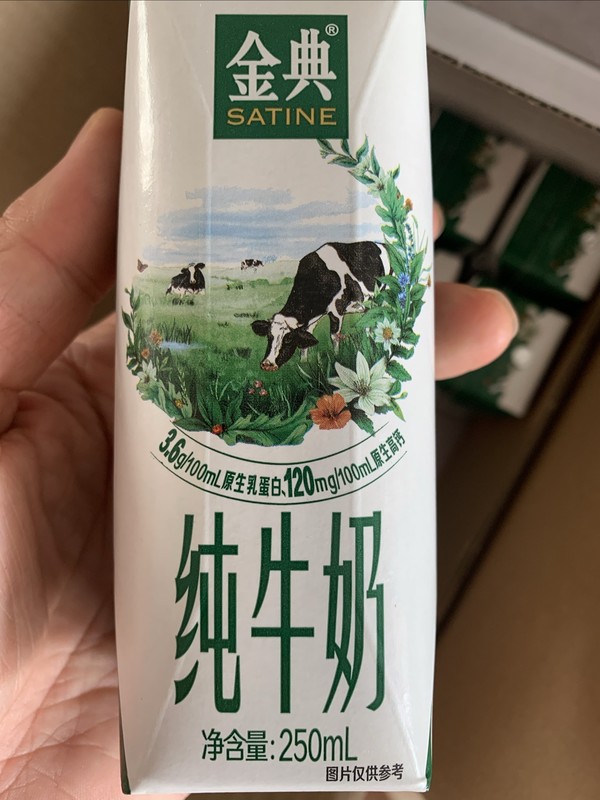 金典®
SATINE
3.6g/100mL原生乳蛋白、120mg/100mL原生高钙
纯牛奶
净含量:250mL
图片仅供参考